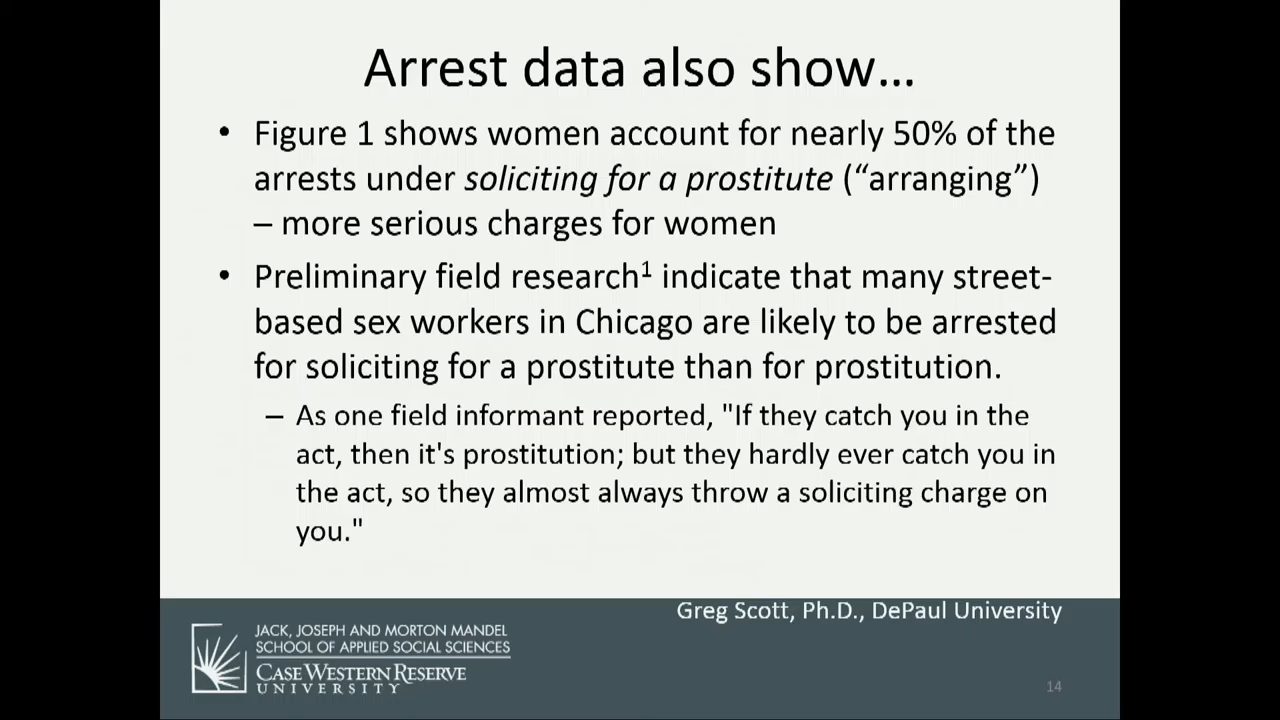 Arrest data also show...
• Figure 1 shows women account for nearly 50% of the
arrests under soliciting for a prostitute (“arranging”)
– more serious charges for women
• Preliminary field research¹ indicate that many street-
based sex workers in Chicago are likely to be arrested
for soliciting for a prostitute than for prostitution.
– As one field informant reported, "If they catch you in the
act, then it's prostitution; but they hardly ever catch you in
the act, so they almost always throw a soliciting charge on
you."
Greg Scott, Ph.D., DePaul University
JACK, JOSEPH AND MORTON MANDEL
SCHOOL OF APPLIED SOCIAL SCIENCES
CASE WESTERN RESERVE
UNIVERSITY
14